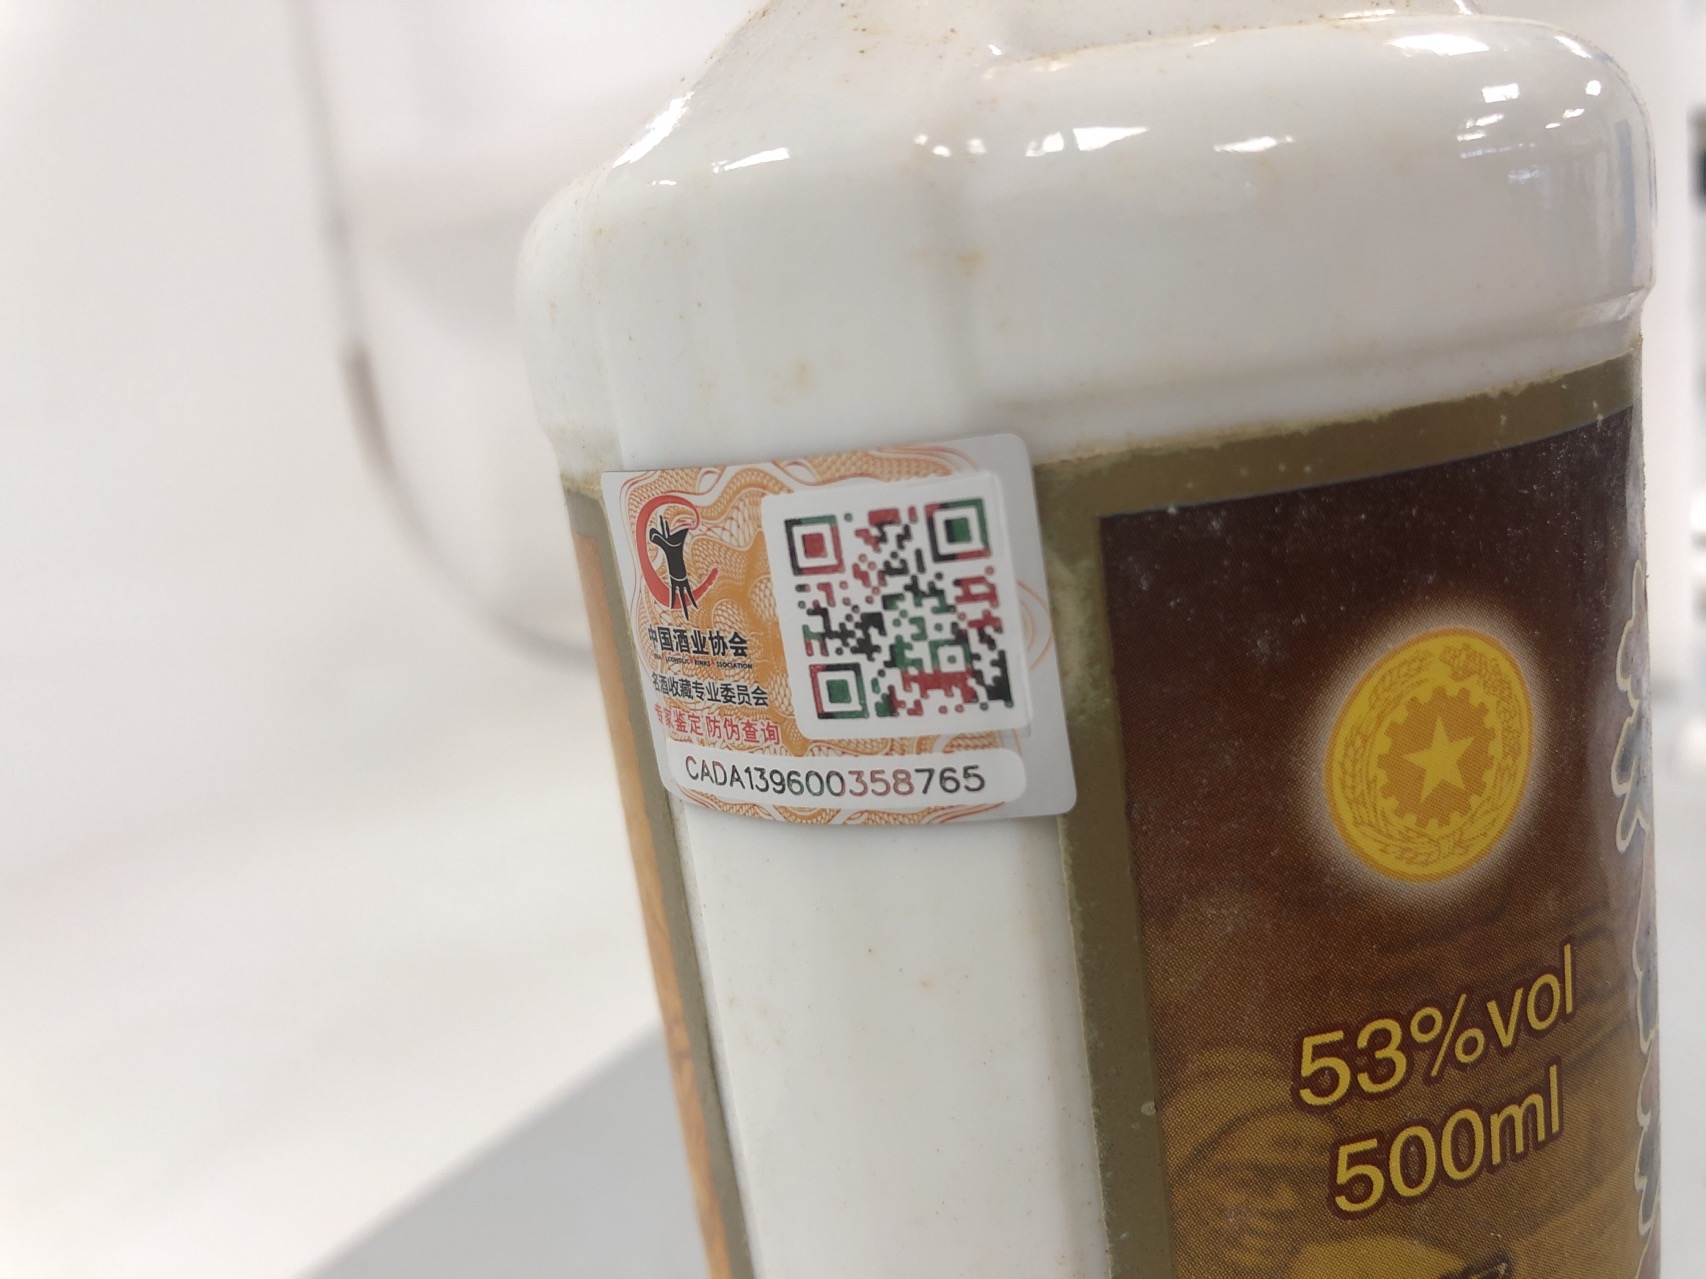 中国酒业协会
名酒收藏专业委员会
专家鉴定 防伪查询
CADA139600358765
53%vol
500ml